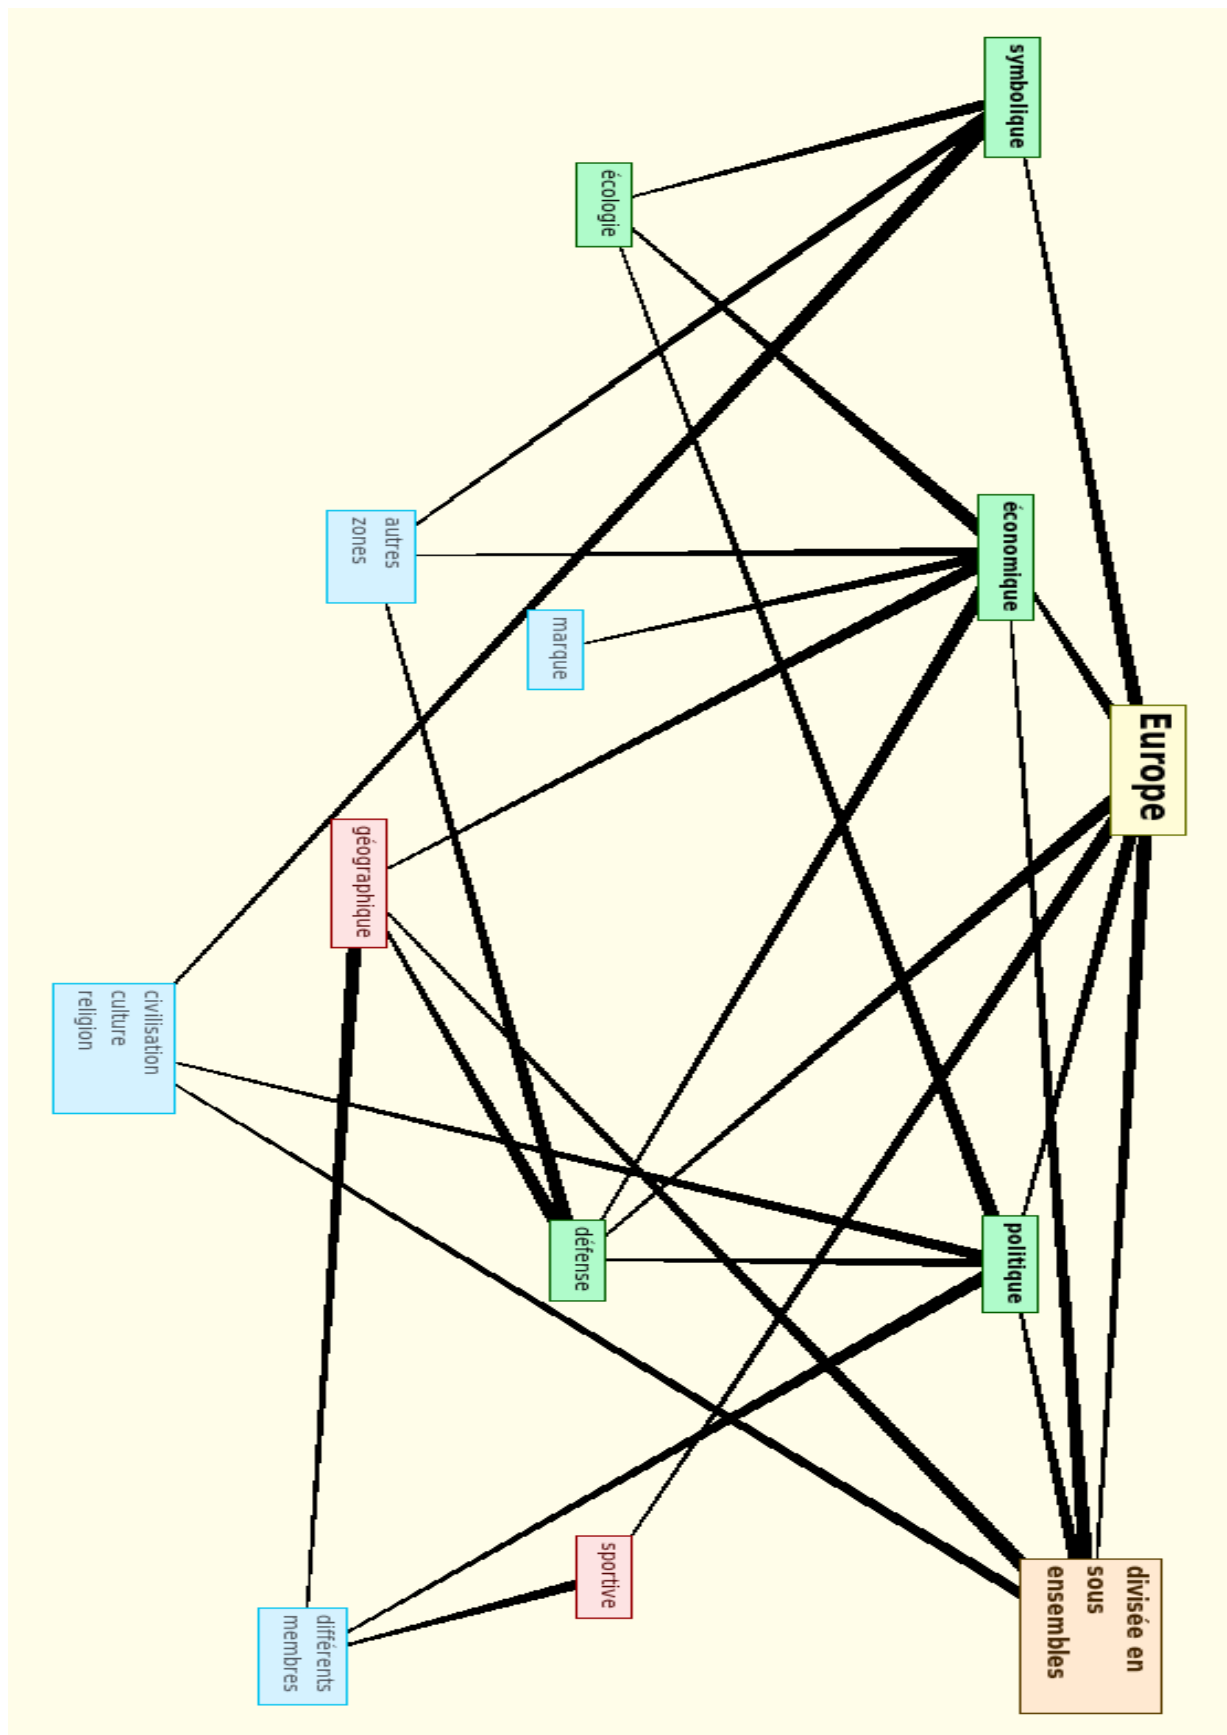 Europe
symbolique
économique
politique
divisée en
sous
ensembles
écologie
marque
défense
sportive
autres
zones
géographique
différents
membres
civilisation
culture
religion